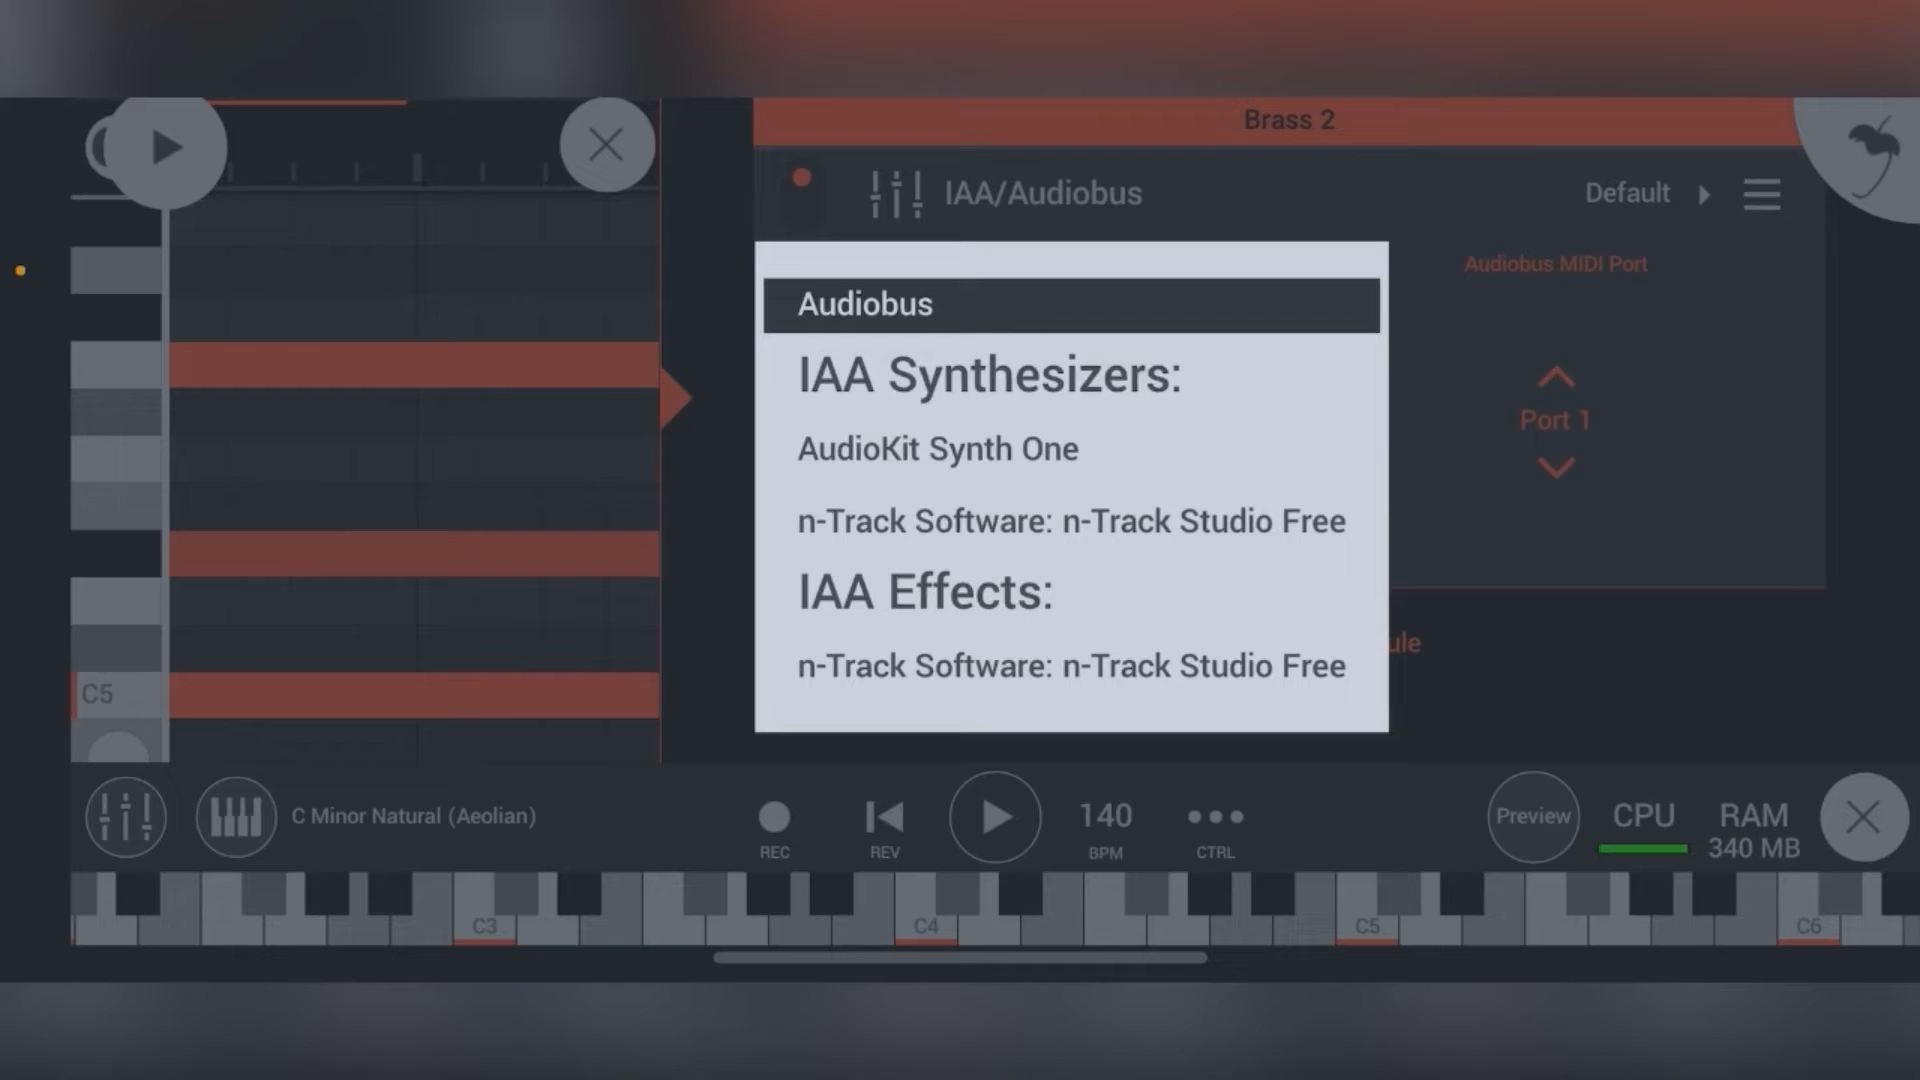 Brass 2
IAA/Audiobus
Default
Audiobus MIDI Port
Audiobus
IAA Synthesizers:
AudioKit Synth One
n-Track Software: n-Track Studio Free
IAA Effects:
n-Track Software: n-Track Studio Free
Port 1
ule
C5
C Minor Natural (Aeolian)
REC
REV
140
BPM
CTRL
Preview
CPU
RAM
340 MB
C3
C4
C5
C6